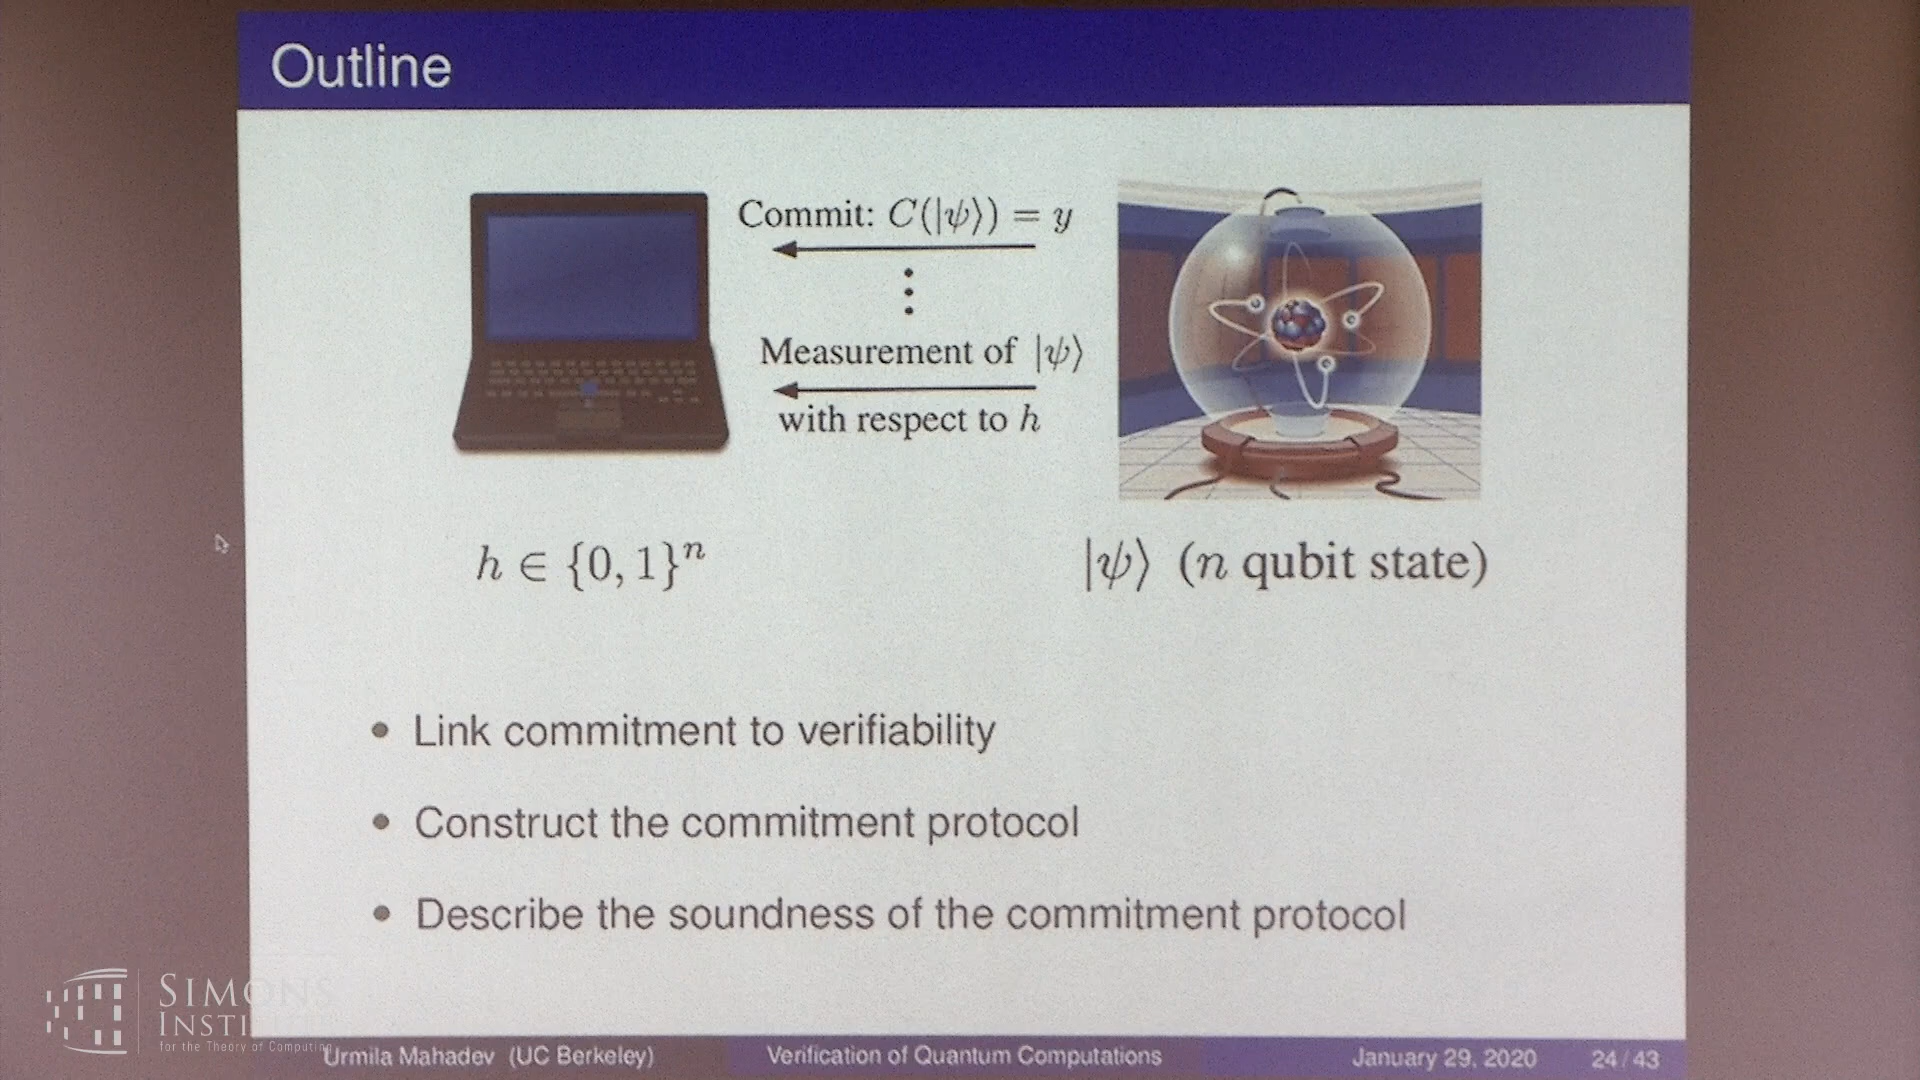 Outline
Commit: C(|ψ⟩) = y
Measurement of |ψ⟩
with respect to h
h ∈ {0, 1}ⁿ
|ψ⟩ (n qubit state)
• Link commitment to verifiability
• Construct the commitment protocol
• Describe the soundness of the commitment protocol
SIMONS
INSTITUTE
for the Theory of Computing
Urmila Mahadev (UC Berkeley)
Verification of Quantum Computations
January 29, 2020
24 / 43